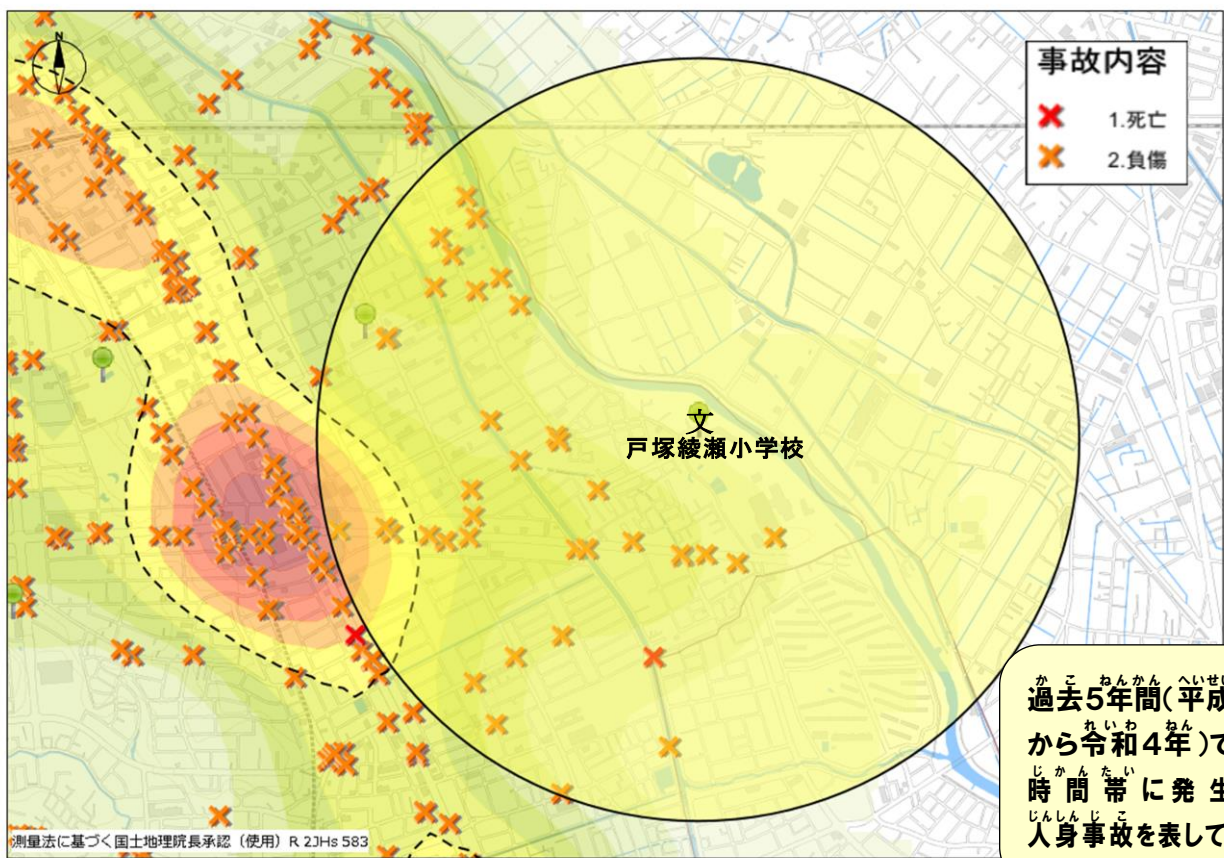 N
事故内容
1.死亡
2.負傷
文
戸塚綾瀬小学校
過去5年間(平成
から令和4年)で
時間帯に発生
人身事故を表して
測量法に基づく国土地理院長承認(使用)R 2JHs 583